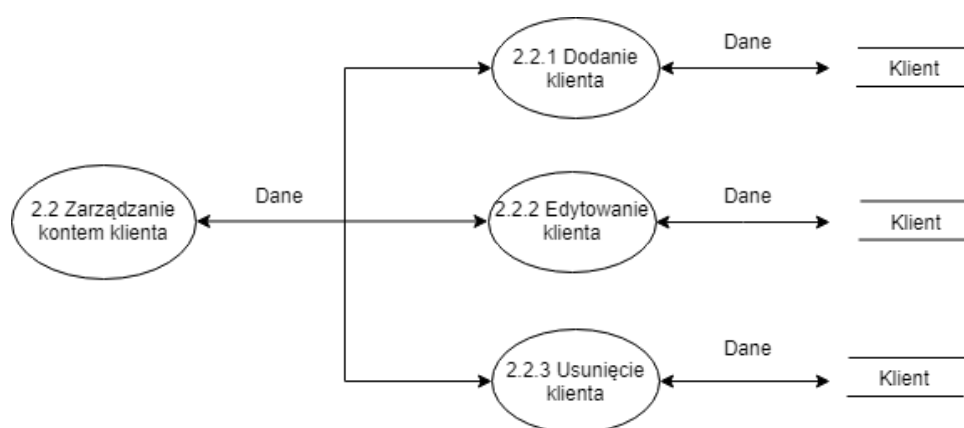 2.2.1 Dodanie
klienta
Dane
Klient
2.2 Zarządzanie
kontem klienta
Dane
2.2.2 Edytowanie
klienta
Dane
Klient
2.2.3 Usunięcie
klienta
Dane
Klient